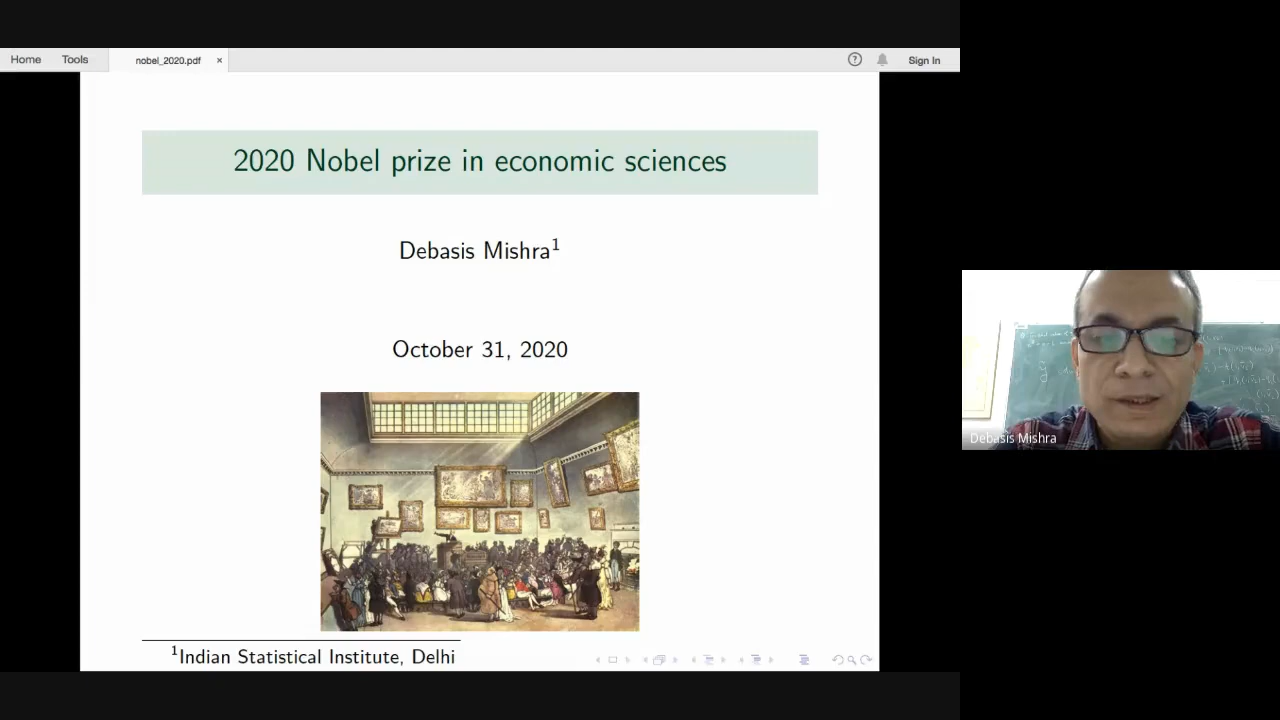 Home Tools nobel_2020.pdf × ? Sign In
2020 Nobel prize in economic sciences
Debasis Mishra1
October 31, 2020
1Indian Statistical Institute, Delhi
Debasis Mishra